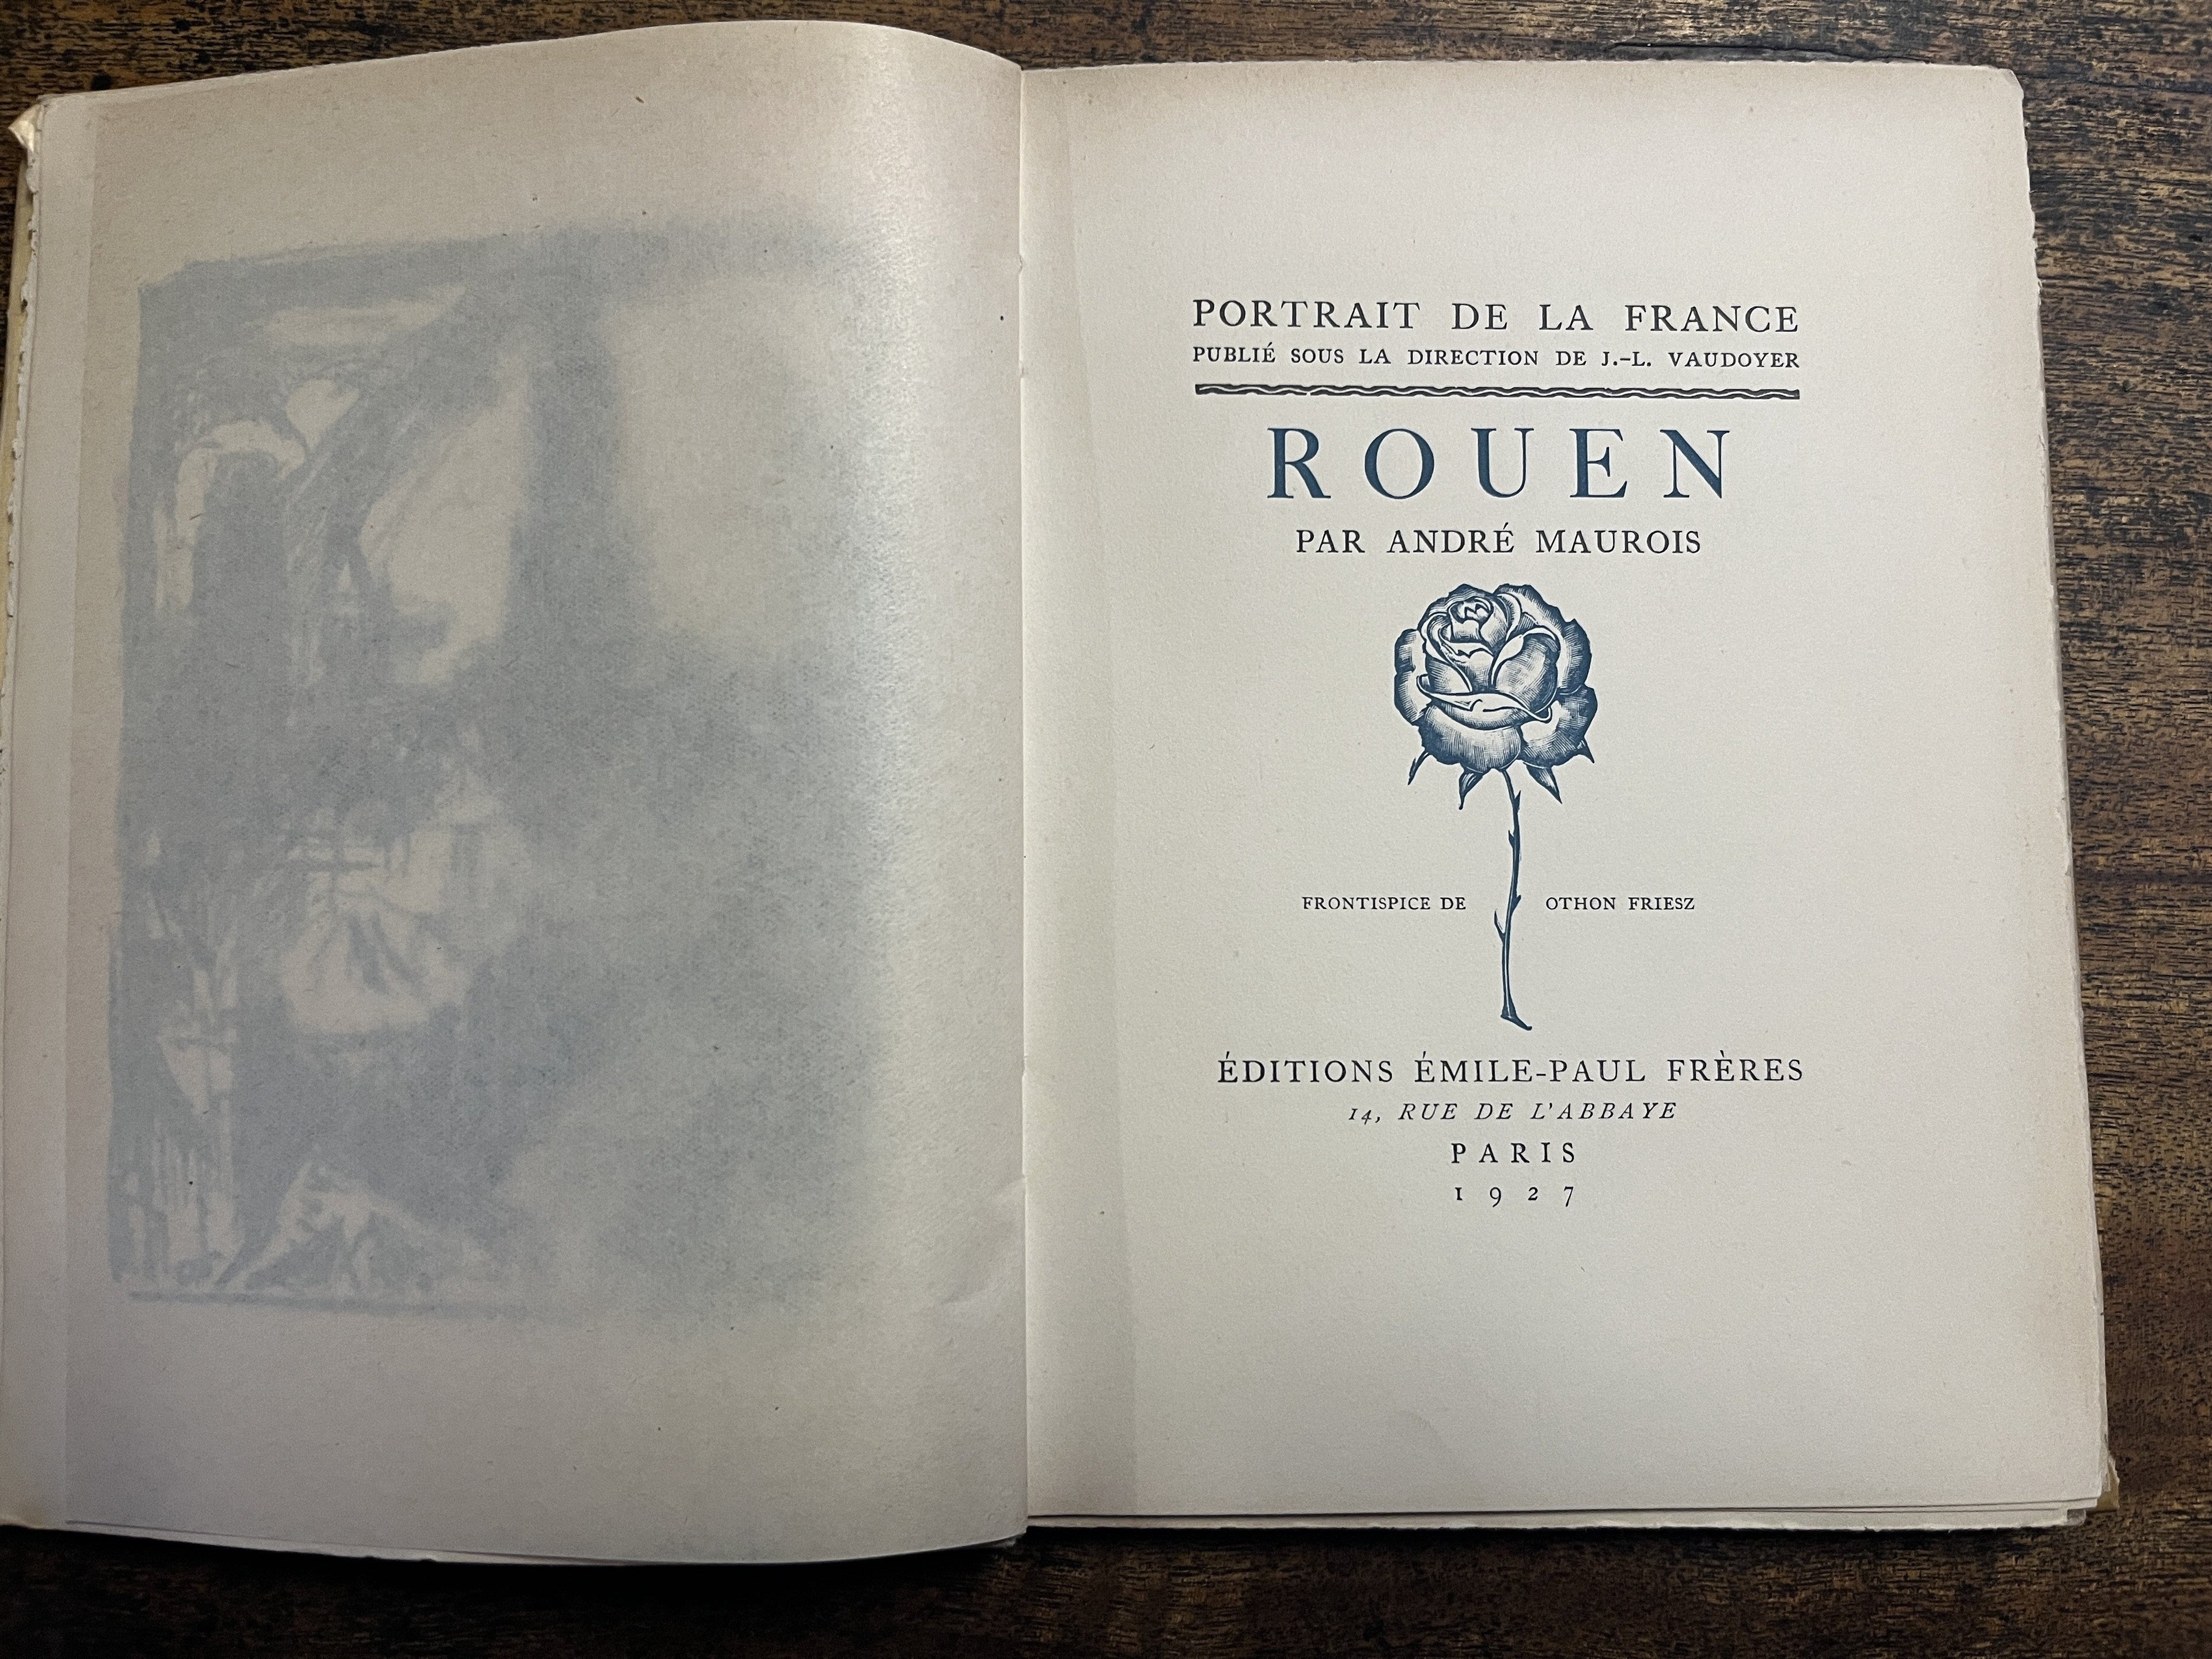 PORTRAIT DE LA FRANCE
PUBLIÉ SOUS LA DIRECTION DE J.-L. VAUDOYER
ROUEN
PAR ANDRÉ MAUROIS
FRONTISPICE DE OTHON FRIESZ
ÉDITIONS ÉMILE-PAUL FRÈRES
14, RUE DE L'ABBAYE
PARIS
1927